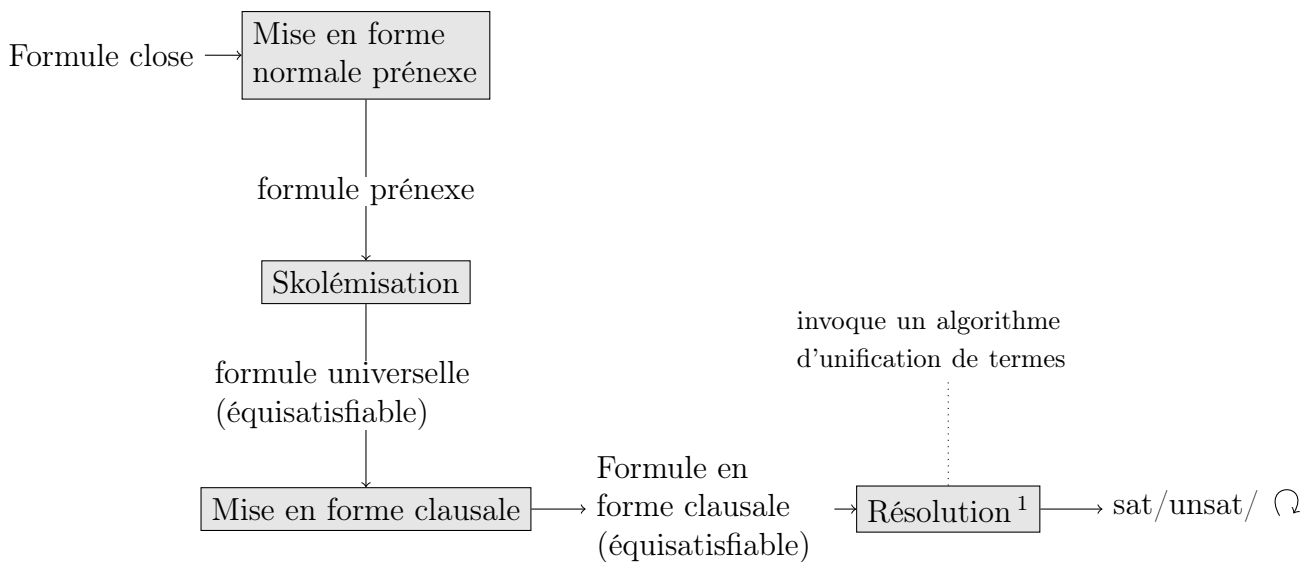 Formule close
Mise en forme
normale prénexe
formule prénexe
Skolémisation
formule universelle
(équisatisfiable)
Mise en forme clausale
Formule en
forme clausale
(équisatisfiable)
invoque un algorithme
d'unification de termes
Résolution 1
sat/unsat/